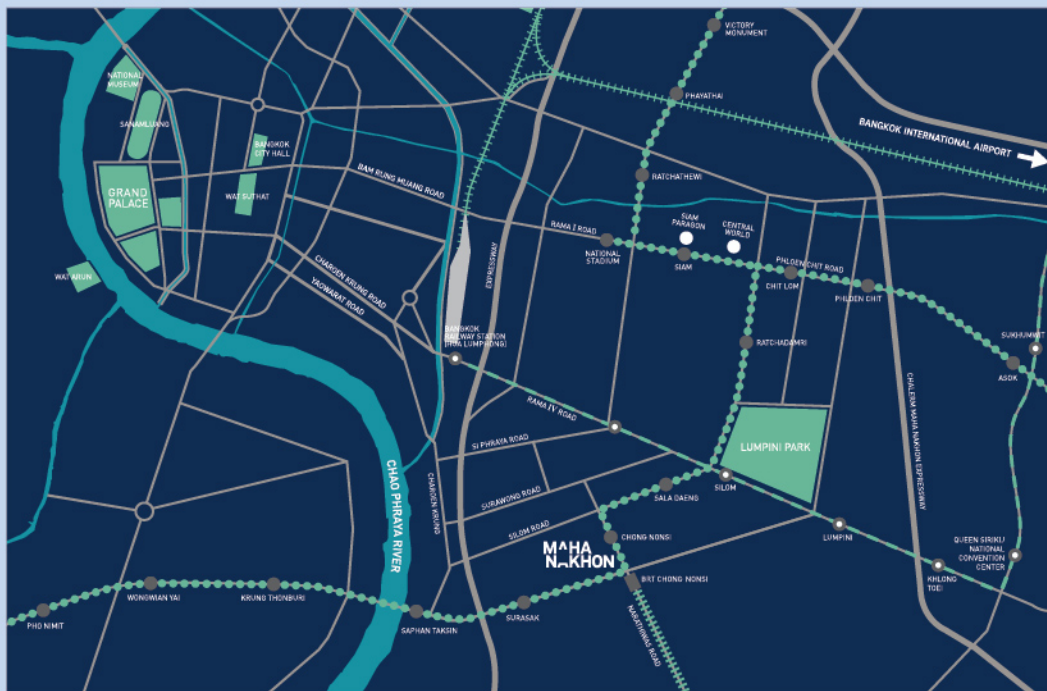 VICTORY
MONUMENT
NATIONAL
MUSEUM
PHAYATHAI
SANAMLUANG
BANGKOK
CITY HALL
BANGKOK INTERNATIONAL AIRPORT
BAM RUNG MUANG ROAD
RATCHATHEWI
GRAND
PALACE
WAT SUTHAT
SIAM
PARAGON
CENTRAL
WORLD
RAMA I ROAD
NATIONAL
STADIUM
SIAM
PHLOEN CHIT ROAD
CHIT LOM
PHLOEN CHIT
WAT ARUN
CHAROEN KRUNG ROAD
YAOWARAT ROAD
EXPRESSWAY
BANGKOK
RAILWAY STATION
(HUA LUMPHONG)
RATCHADAMRI
SUKHUMWIT
ASOK
RAMA IV ROAD
CHALERM MAHA NAKHON EXPRESSWAY
SI PHRAYA ROAD
LUMPINI PARK
CHAO PHRAYA RIVER
CHAROEN KRUNG
SURAWONG ROAD
SALA DAENG
SILOM
SILOM ROAD
CHONG NONSI
LUMPINI
MAHA
NAKHON
QUEEN SIRIKU
NATIONAL
CONVENTION
CENTER
KHLONG
TOEI
BRT CHONG NONSI
WONGWIAN YAI
KRUNG THONBURI
SURASAK
SAPHAN TAKSIN
PHO NIMIT
NARATHIWAS ROAD